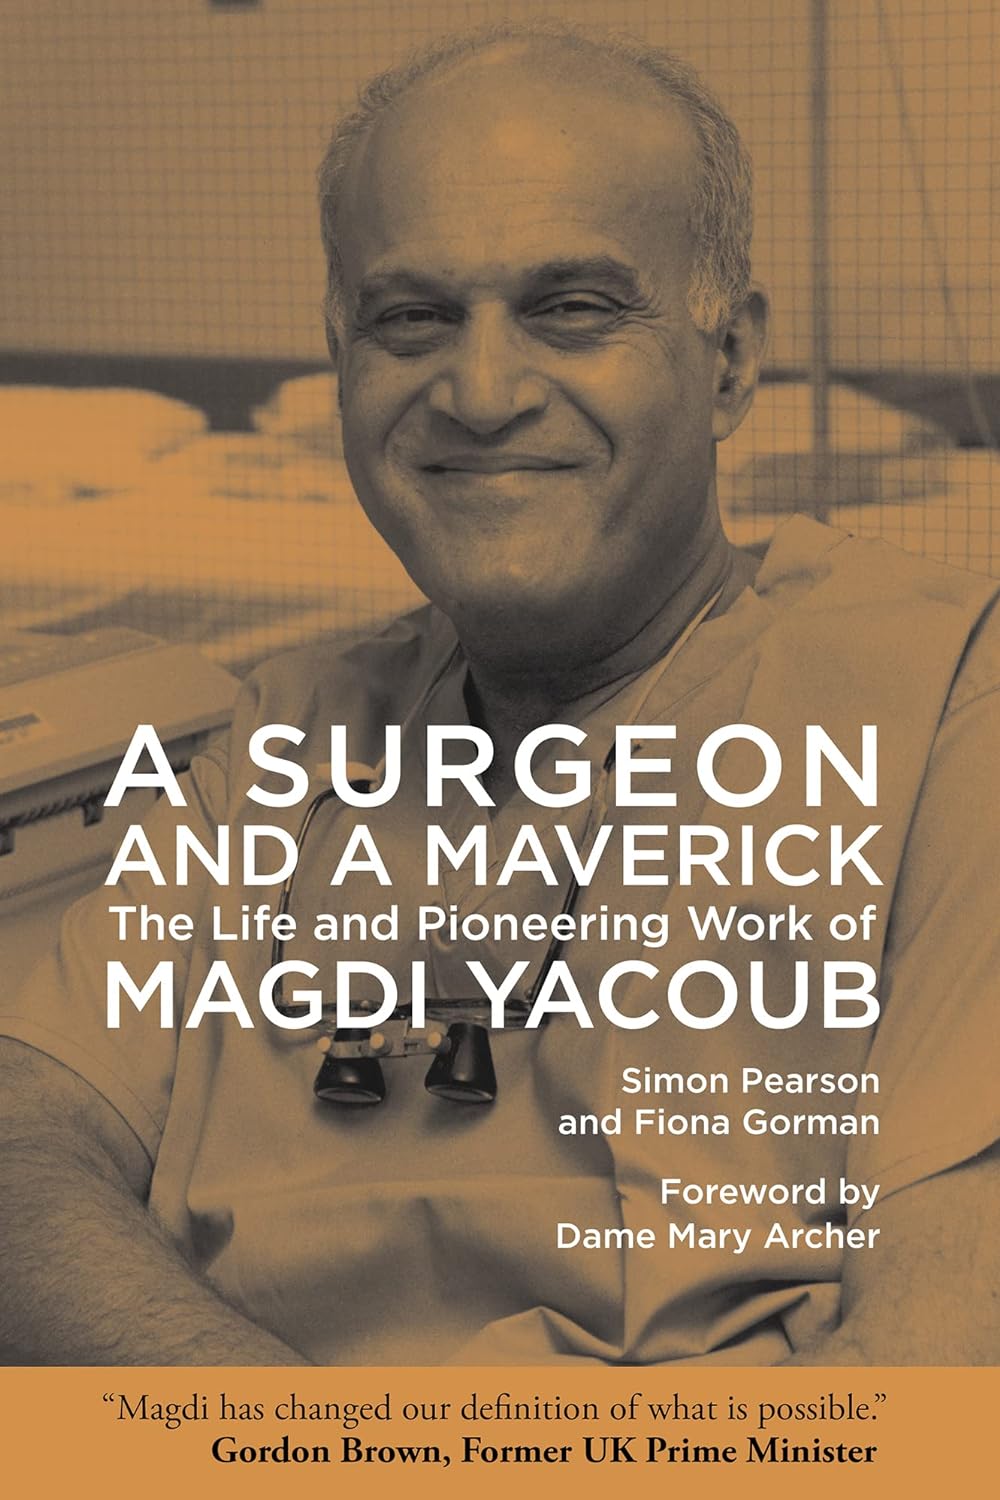 A SURGEON
AND A MAVERICK
The Life and Pioneering Work of
MAGDI YACOUB
Simon Pearson
and Fiona Gorman
Foreword by
Dame Mary Archer
“Magdi has changed our definition of what is possible.”
Gordon Brown, Former UK Prime Minister